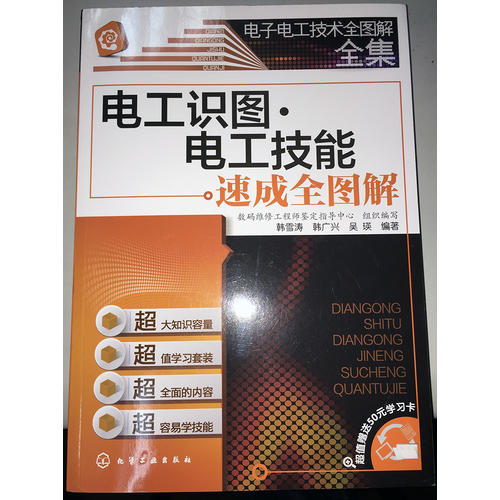 DIANZI
DIANGONG
JISHU
QUANTUJIE
QUANJI
电子电工技术全图解
全集
电工识图·
电工技能
速成全图解
数码维修工程师鉴定指导中心 组织编写
韩雪涛 韩广兴 吴瑛 编著
超 大知识容量
超 值学习套装
超 全面的内容
超 容易学技能
DIANGONG
SHITU
DIANGONG
JINENG
SUCHENG
QUANTUJIE
超值赠送50元学习卡
化学工业出版社